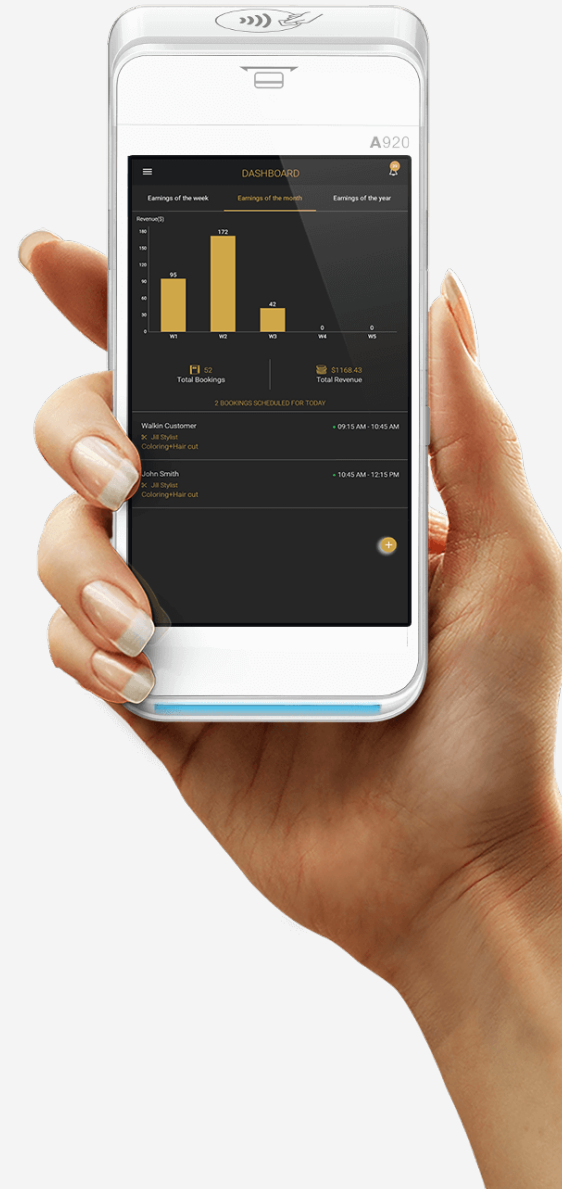 A920
DASHBOARD
Earnings of the week Earnings of the month Earnings of the year
Revenue($)
180
150
120
90
60
30
0
95
172
42
0
0
W1 W2 W3 W4 W5
52 $1168.43
Total Bookings Total Revenue
2 BOOKINGS SCHEDULED FOR TODAY
Walkin Customer 09:15 AM - 10:45 AM
Jill Stylist
Coloring+Hair cut
John Smith 10:45 AM - 12:15 PM
Jill Stylist
Coloring+Hair cut